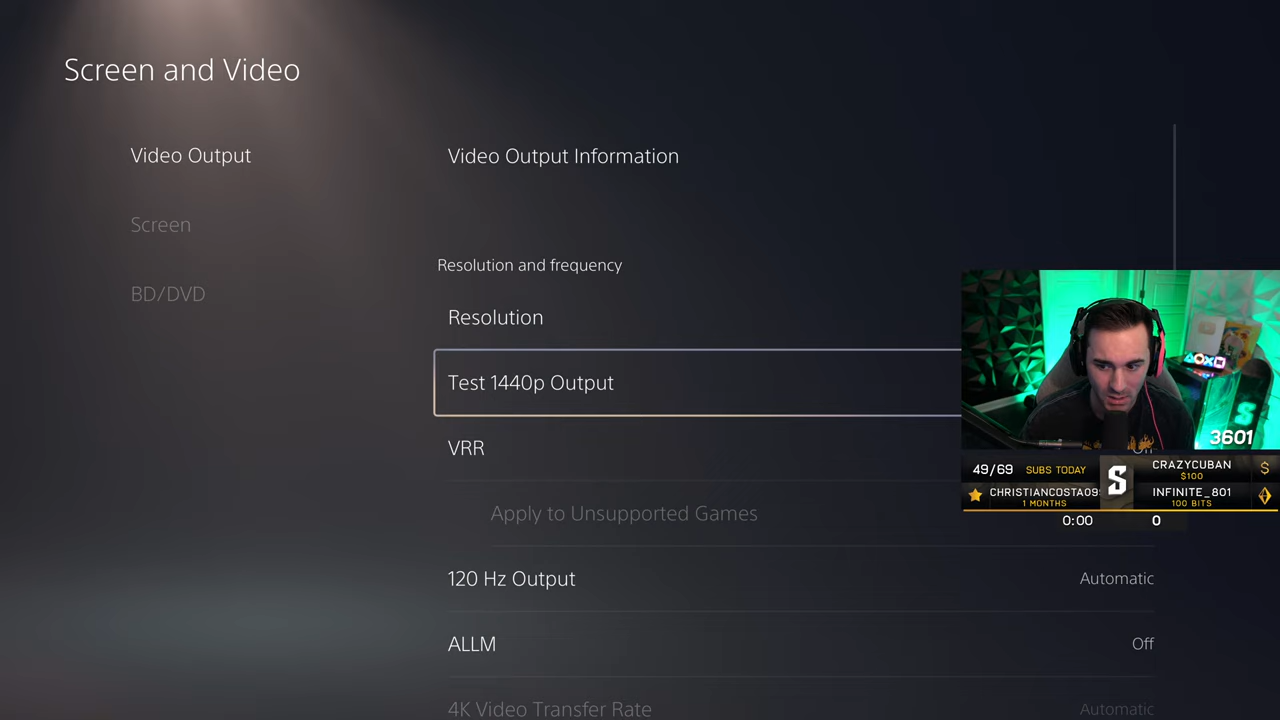 Screen and Video
Video Output
Screen
BD/DVD
Video Output Information
Resolution and frequency
Resolution
Test 1440p Output
VRR
Apply to Unsupported Games
120 Hz Output Automatic
ALLM Off
4K Video Transfer Rate Automatic
3601
49/69 SUBS TODAY
CHRISTIANCOSTA09
1 MONTHS
S
CRAZYCUBAN
$100
$
INFINITE_801
100 BITS
0:00 0